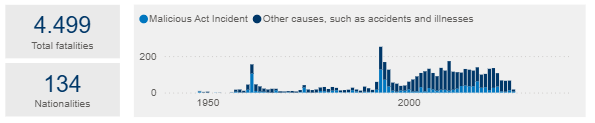 4.499
Total fatalities
134
Nationalities
Malicious Act Incident Other causes, such as accidents and illnesses
200
0
1950 2000